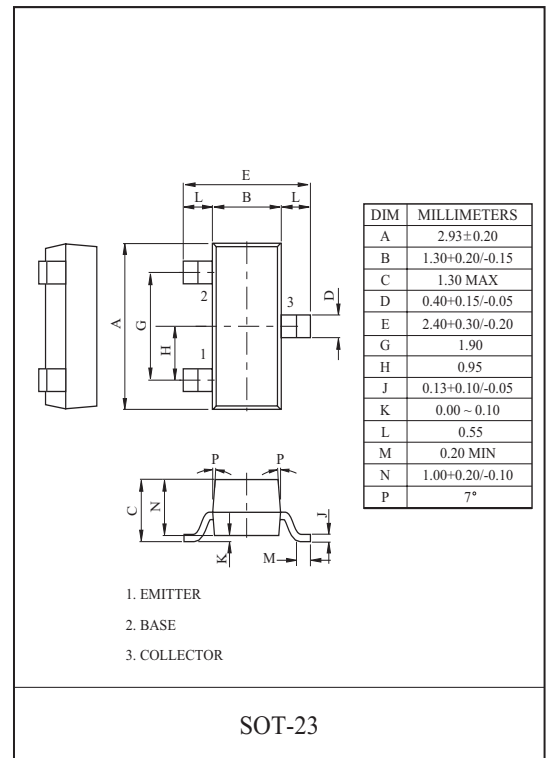 E
L B L
2
3
D
A
G
H
1
DIM MILLIMETERS
A 2.93±0.20
B 1.30+0.20/-0.15
C 1.30 MAX
D 0.40+0.15/-0.05
E 2.40+0.30/-0.20
G 1.90
H 0.95
J 0.13+0.10/-0.05
K 0.00 ~ 0.10
L 0.55
M 0.20 MIN
N 1.00+0.20/-0.10
P 7°
P P
C
N
K
M
J
1. EMITTER
2. BASE
3. COLLECTOR
SOT-23